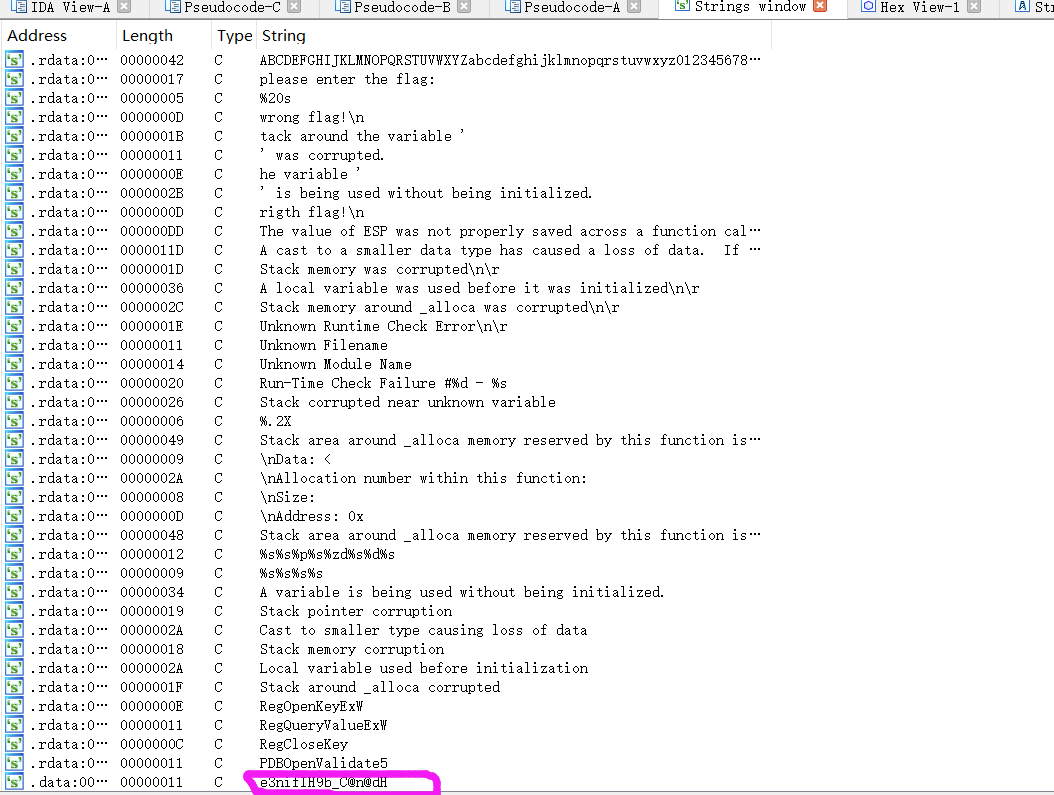 IDA View-A Pseudocode-C Pseudocode-B Pseudocode-A Strings window Hex View-1 A St
Address Length Type String
.rdata:0… 00000042 C ABCDEFGHIJKLMNOPQRSTUVWXYZabcdefghijklmnopqrstuvwxyz012345678…
.rdata:0… 00000017 C please enter the flag:
.rdata:0… 00000005 C %20s
.rdata:0… 0000000D C wrong flag!\n
.rdata:0… 0000001B C tack around the variable '
.rdata:0… 00000011 C ' was corrupted.
.rdata:0… 0000000E C he variable '
.rdata:0… 0000002B C ' is being used without being initialized.
.rdata:0… 0000000D C rigth flag!\n
.rdata:0… 000000DD C The value of ESP was not properly saved across a function cal…
.rdata:0… 0000011D C A cast to a smaller data type has caused a loss of data.  If …
.rdata:0… 0000001D C Stack memory was corrupted\n\r
.rdata:0… 00000036 C A local variable was used before it was initialized\n\r
.rdata:0… 0000002C C Stack memory around _alloca was corrupted\n\r
.rdata:0… 0000001E C Unknown Runtime Check Error\n\r
.rdata:0… 00000011 C Unknown Filename
.rdata:0… 00000014 C Unknown Module Name
.rdata:0… 00000020 C Run-Time Check Failure #%d - %s
.rdata:0… 00000026 C Stack corrupted near unknown variable
.rdata:0… 00000006 C %.2X
.rdata:0… 00000049 C Stack area around _alloca memory reserved by this function is…
.rdata:0… 00000009 C \nData: <
.rdata:0… 0000002A C \nAllocation number within this function:
.rdata:0… 00000008 C \nSize:
.rdata:0… 0000000D C \nAddress: 0x
.rdata:0… 00000048 C Stack area around _alloca memory reserved by this function is…
.rdata:0… 00000012 C %s%s%p%s%zd%s%d%s
.rdata:0… 00000009 C %s%s%s%s
.rdata:0… 00000034 C A variable is being used without being initialized.
.rdata:0… 00000019 C Stack pointer corruption
.rdata:0… 0000002A C Cast to smaller type causing loss of data
.rdata:0… 00000018 C Stack memory corruption
.rdata:0… 0000002A C Local variable used before initialization
.rdata:0… 0000001F C Stack around _alloca corrupted
.rdata:0… 0000000E C RegOpenKeyExW
.rdata:0… 00000011 C RegQueryValueExW
.rdata:0… 0000000C C RegCloseKey
.rdata:0… 00000011 C PDBOpenValidate5
.data:00… 00000011 C e3nifIH9b_C@n@dH